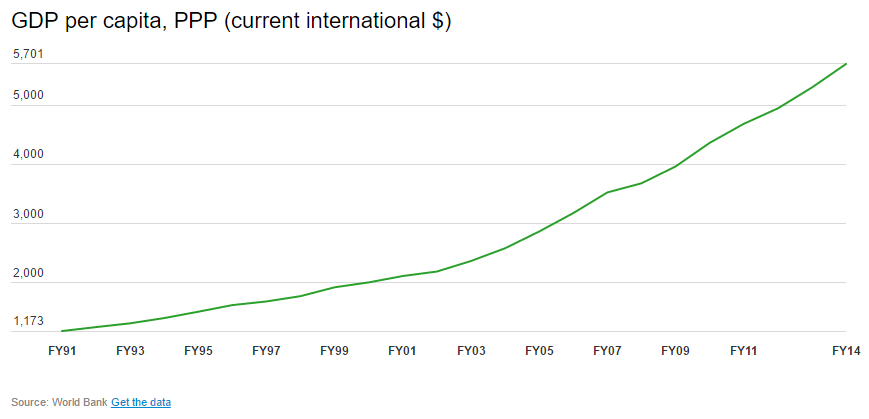 GDP per capita, PPP (current international $)
5,701
5,000
4,000
3,000
2,000
1,173
FY91 FY93 FY95 FY97 FY99 FY01 FY03 FY05 FY07 FY09 FY11 FY14
Source: World Bank Get the data